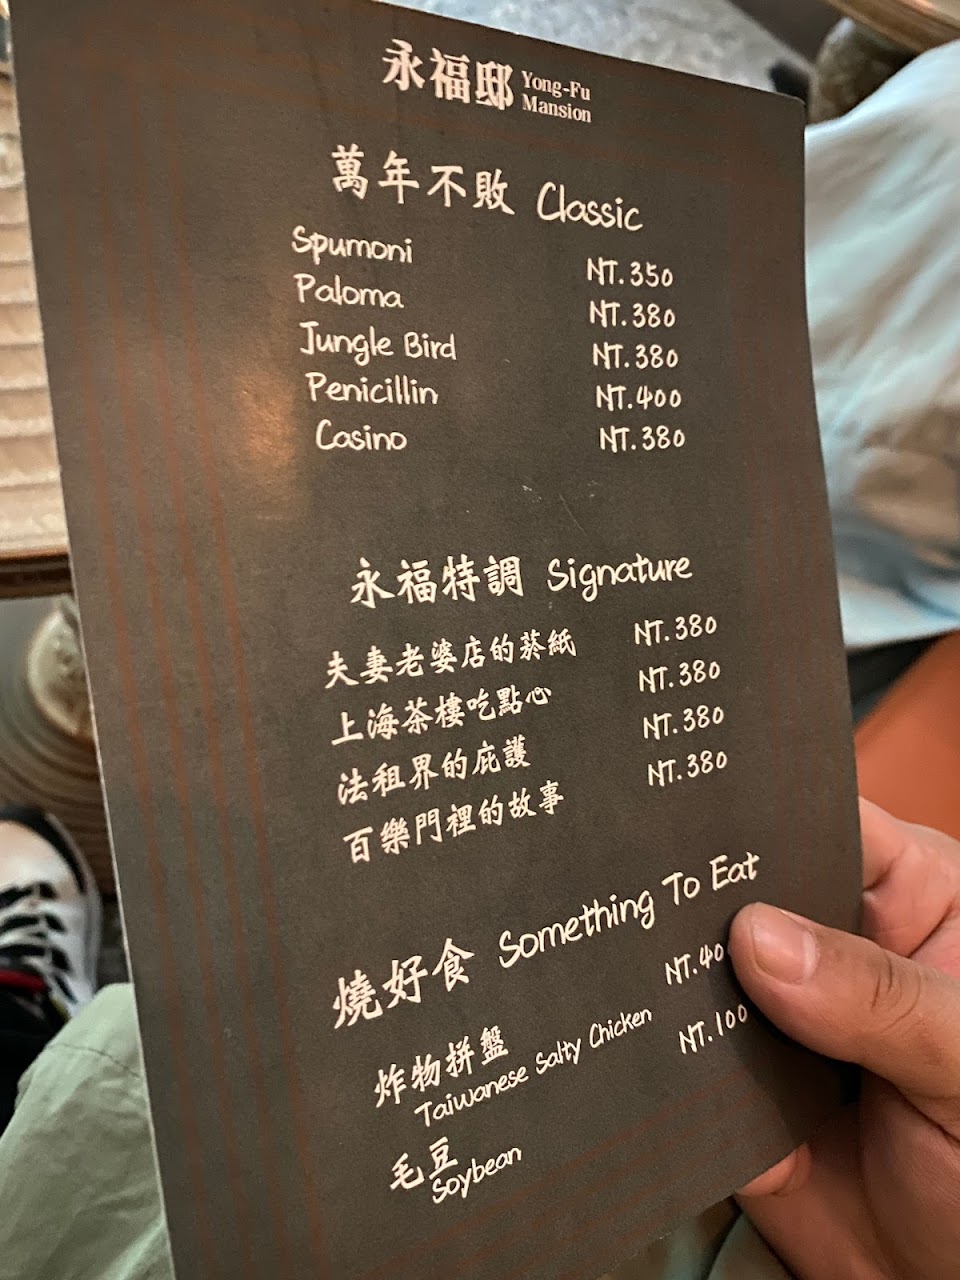 永福邸 Yong-Fu Mansion
萬年不敗 Classic
Spumoni NT.350
Paloma NT.380
Jungle Bird NT.380
Penicillin NT.400
Casino NT.380
永福特調 Signature
夫妻老婆店的菸紙 NT.380
上海茶樓吃點心 NT.380
法租界的庇護 NT.380
百樂門裡的故事 NT.380
燒好食 Something To Eat
炸物拼盤
Taiwanese Salty Chicken
毛豆 NT.100
Soybean